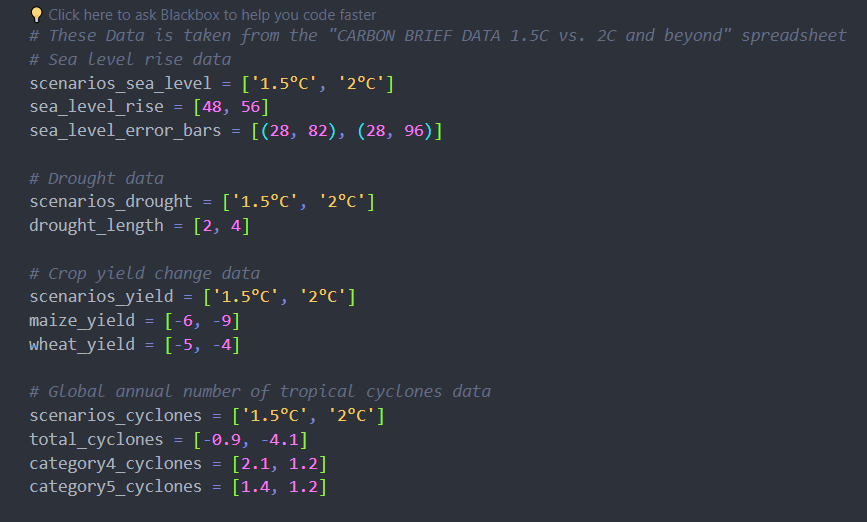 💡 Click here to ask Blackbox to help you code faster
# These Data is taken from the "CARBON BRIEF DATA 1.5C vs. 2C and beyond" spreadsheet
# Sea level rise data
scenarios_sea_level = ['1.5°C', '2°C']
sea_level_rise = [48, 56]
sea_level_error_bars = [(28, 82), (28, 96)]

# Drought data
scenarios_drought = ['1.5°C', '2°C']
drought_length = [2, 4]

# Crop yield change data
scenarios_yield = ['1.5°C', '2°C']
maize_yield = [-6, -9]
wheat_yield = [-5, -4]

# Global annual number of tropical cyclones data
scenarios_cyclones = ['1.5°C', '2°C']
total_cyclones = [-0.9, -4.1]
category4_cyclones = [2.1, 1.2]
category5_cyclones = [1.4, 1.2]